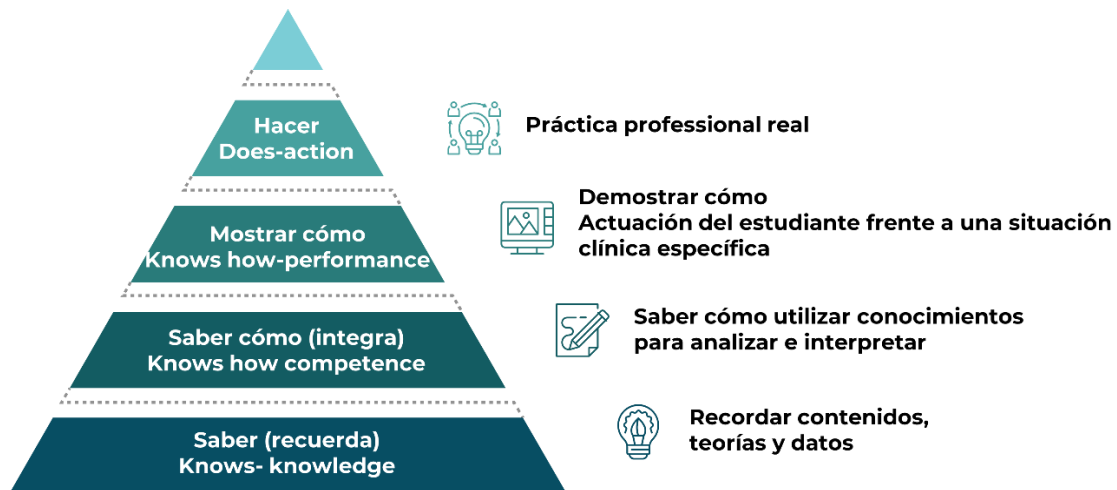 Hacer
Does-action
Práctica professional real
Mostrar cómo
Knows how-performance
Demostrar cómo
Actuación del estudiante frente a una situación
clínica específica
Saber cómo (integra)
Knows how competence
Saber cómo utilizar conocimientos
para analizar e interpretar
Saber (recuerda)
Knows- knowledge
Recordar contenidos,
teorías y datos